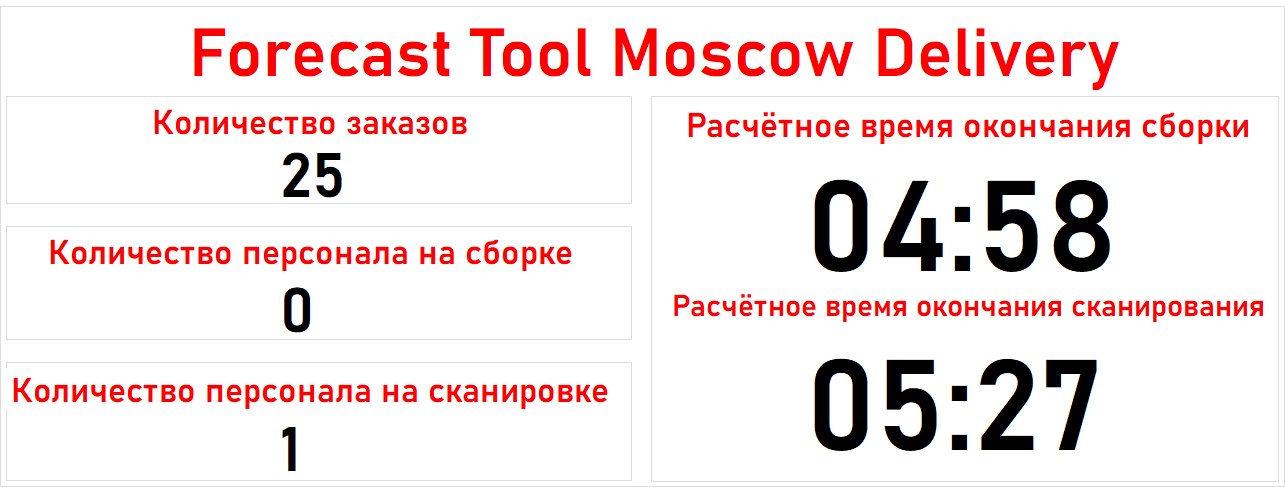 Forecast Tool Moscow Delivery
Количество заказов
25
Количество персонала на сборке
0
Количество персонала на сканировке
1
Расчётное время окончания сборки
04:58
Расчётное время окончания сканирования
05:27